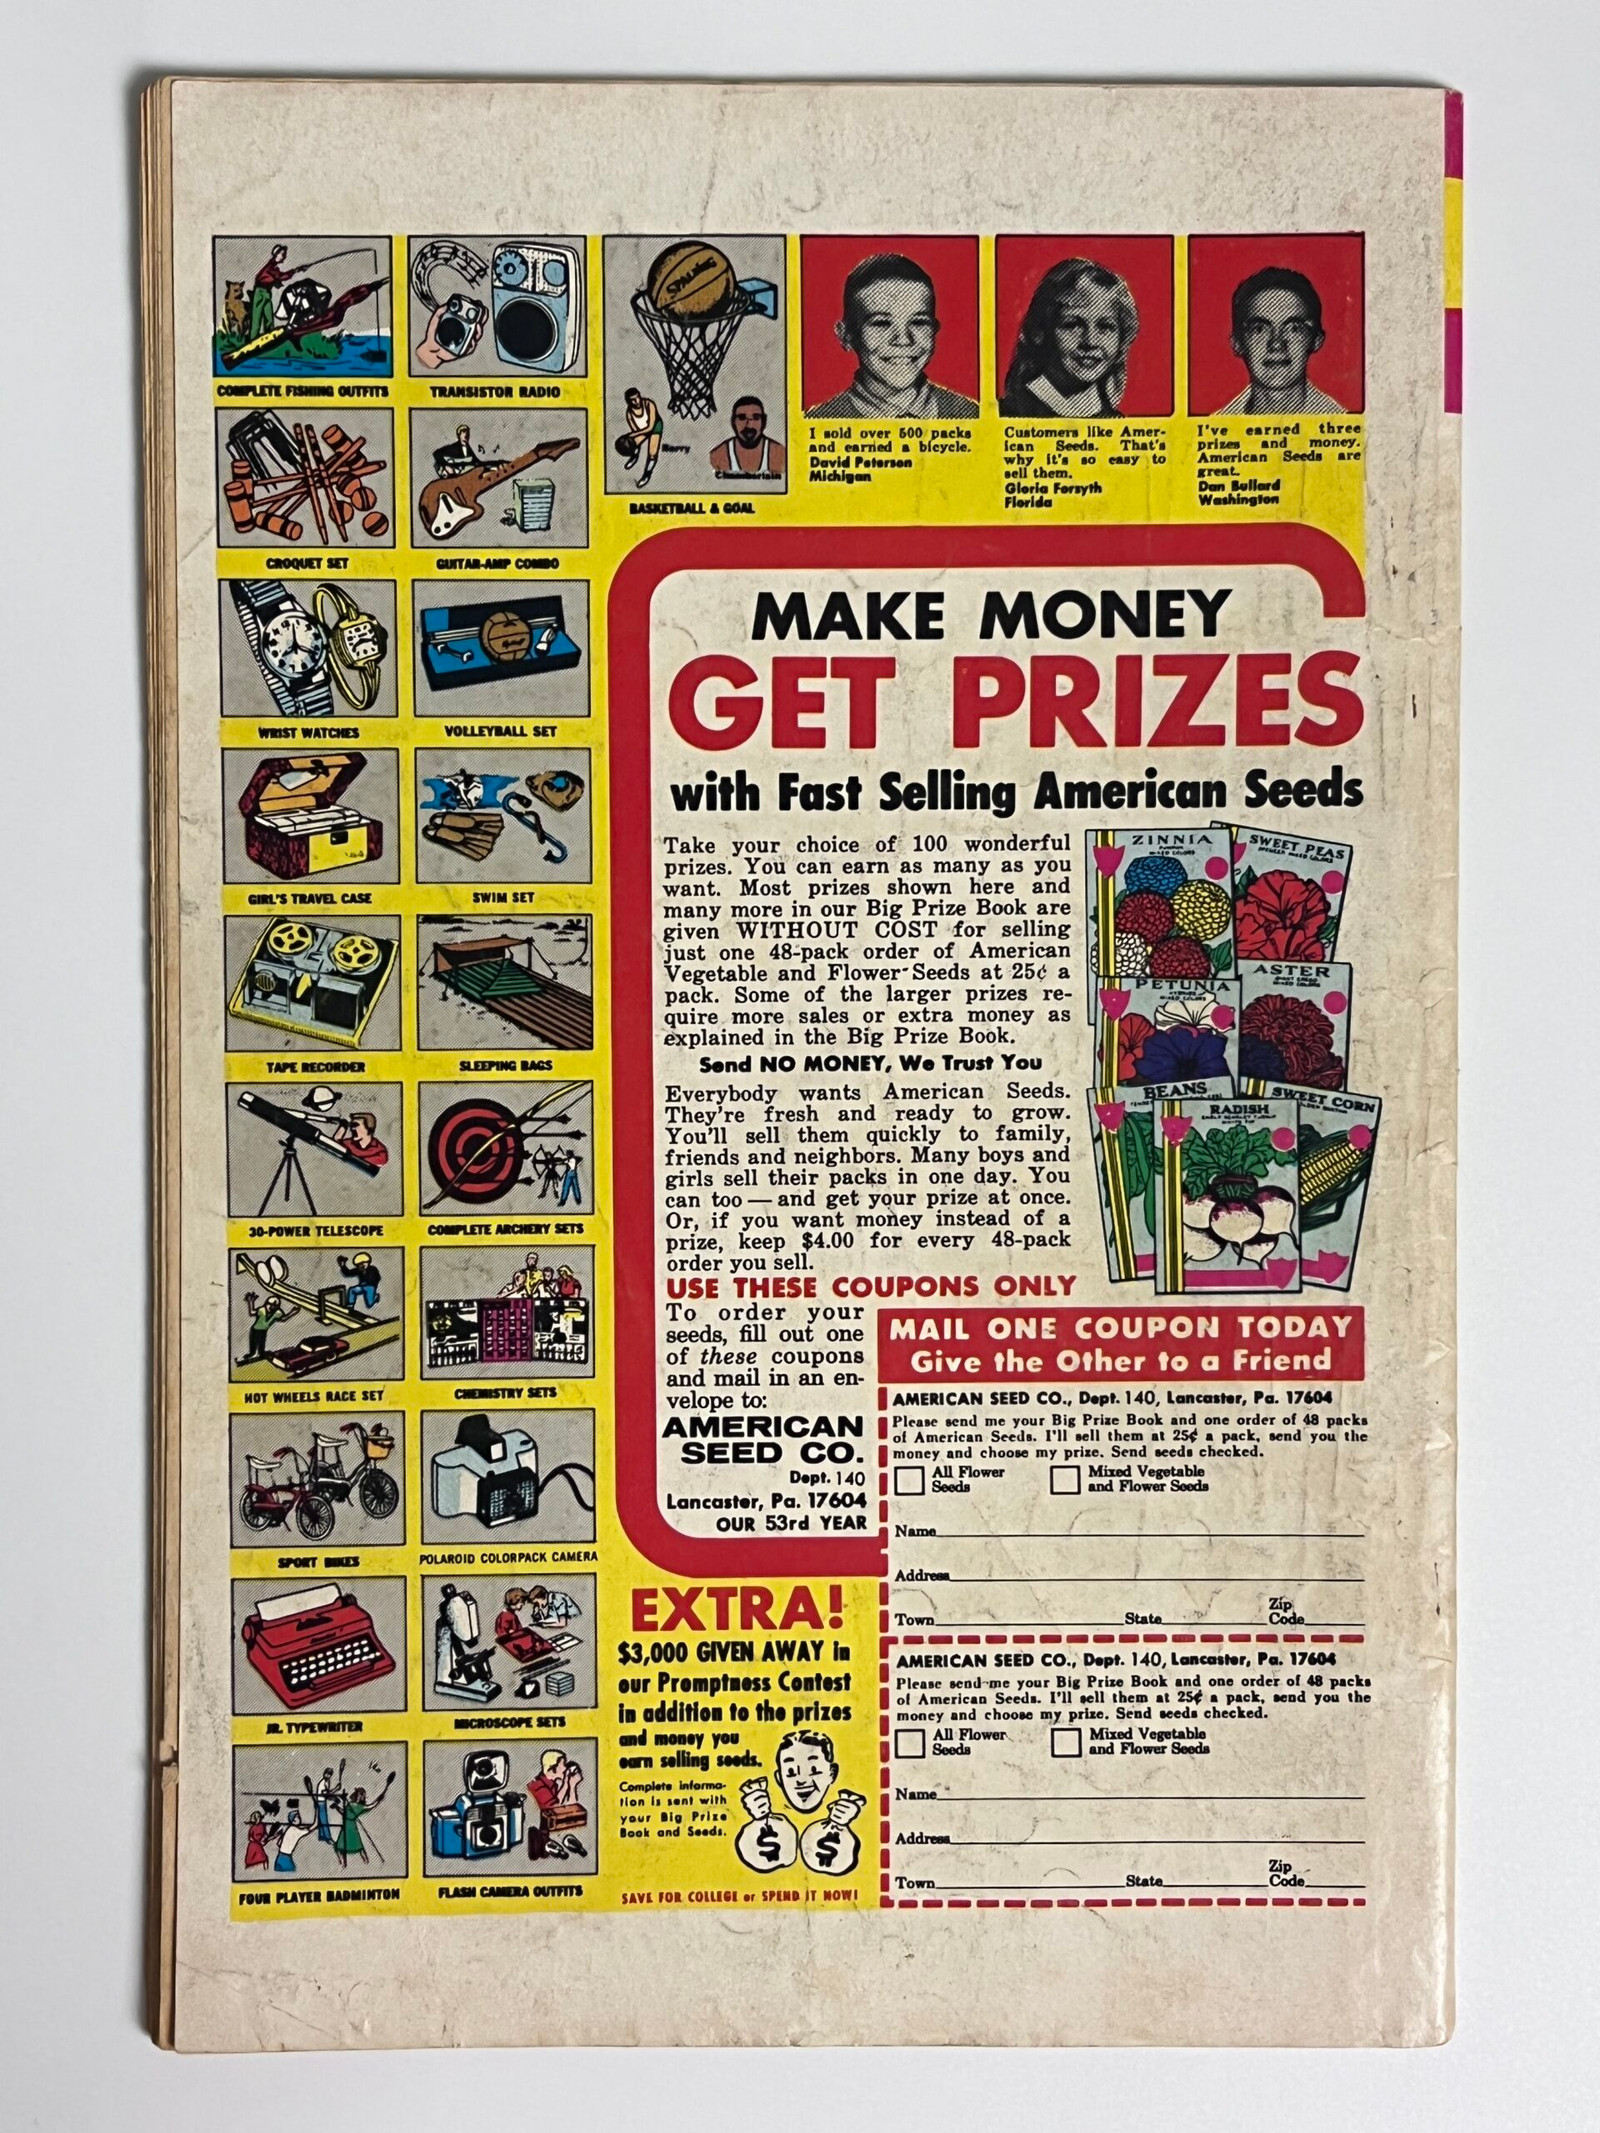 COMPLETE FISHING OUTFITS
TRANSISTOR RADIO
SPALDING
Barry
Chamberlain
BASKETBALL & GOAL
CROQUET SET
GUITAR-AMP COMBO
WRIST WATCHES
VOLLEYBALL SET
GIRL'S TRAVEL CASE
SWIM SET
TAPE RECORDER
SLEEPING BAGS
30-POWER TELESCOPE
COMPLETE ARCHERY SETS
HOT WHEELS RACE SET
CHEMISTRY SETS
SPORT BIKES
POLAROID COLORPACK CAMERA
JR. TYPEWRITER
MICROSCOPE SETS
FOUR PLAYER BADMINTON
FLASH CAMERA OUTFITS
I sold over 500 packs
and earned a bicycle.
David Peterson
Michigan
Customers like Amer-
ican Seeds. That's
why it's so easy to
sell them.
Gloria Forsyth
Florida
I've earned three
prizes and money.
American Seeds are
great.
Dan Bullard
Washington
MAKE MONEY
GET PRIZES
with Fast Selling American Seeds
Take your choice of 100 wonderful
prizes. You can earn as many as you
want. Most prizes shown here and
many more in our Big Prize Book are
given WITHOUT COST for selling
just one 48-pack order of American
Vegetable and Flower Seeds at 25¢ a
pack. Some of the larger prizes re-
quire more sales or extra money as
explained in the Big Prize Book.
Send NO MONEY, We Trust You
Everybody wants American Seeds.
They're fresh and ready to grow.
You'll sell them quickly to family,
friends and neighbors. Many boys and
girls sell their packs in one day. You
can too — and get your prize at once.
Or, if you want money instead of a
prize, keep $4.00 for every 48-pack
order you sell.
USE THESE COUPONS ONLY
To order your
seeds, fill out one
of these coupons
and mail in an en-
velope to:
AMERICAN
SEED CO.
Dept. 140
Lancaster, Pa. 17604
OUR 53rd YEAR
ZINNIA
SWEET PEAS
PETUNIA
ASTER
BEANS
RADISH
SWEET CORN
MAIL ONE COUPON TODAY
Give the Other to a Friend
AMERICAN SEED CO., Dept. 140, Lancaster, Pa. 17604
Please send me your Big Prize Book and one order of 48 packs
of American Seeds. I'll sell them at 25¢ a pack, send you the
money and choose my prize. Send seeds checked.
All Flower Seeds
Mixed Vegetable and Flower Seeds
Name
Address
Town State Zip Code
AMERICAN SEED CO., Dept. 140, Lancaster, Pa. 17604
Please send me your Big Prize Book and one order of 48 packs
of American Seeds. I'll sell them at 25¢ a pack, send you the
money and choose my prize. Send seeds checked.
All Flower Seeds
Mixed Vegetable and Flower Seeds
Name
Address
Town State Zip Code
EXTRA!
$3,000 GIVEN AWAY in
our Promptness Contest
in addition to the prizes
and money you
earn selling seeds.
Complete informa-
tion is sent with
your Big Prize
Book and Seeds.
$ $
SAVE FOR COLLEGE or SPEND IT NOW!